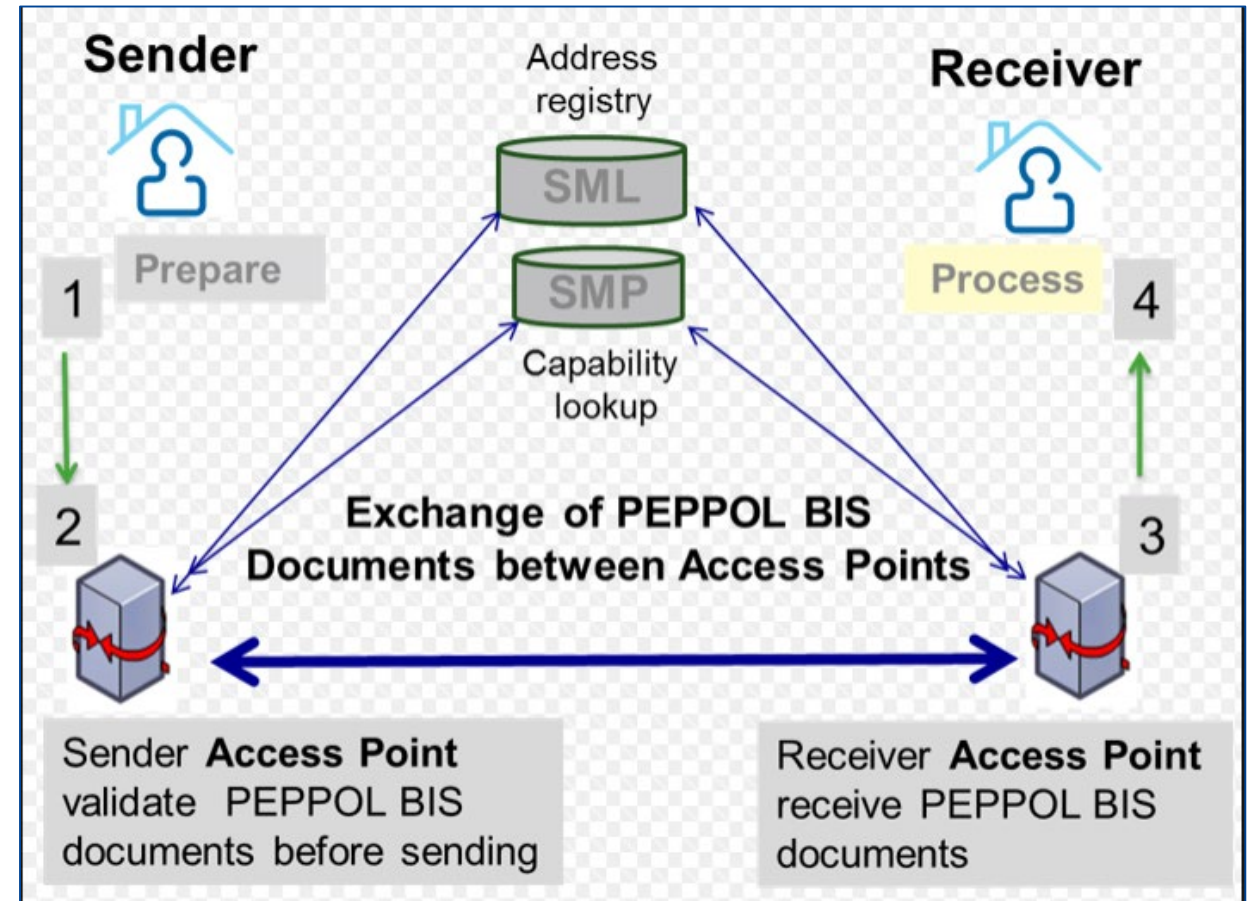 Sender
Address
registry
Receiver
SML
Prepare
SMP
Process
1
4
Capability
lookup
2
Exchange of PEPPOL BIS
Documents between Access Points
3
Sender Access Point
validate PEPPOL BIS
documents before sending
Receiver Access Point
receive PEPPOL BIS
documents